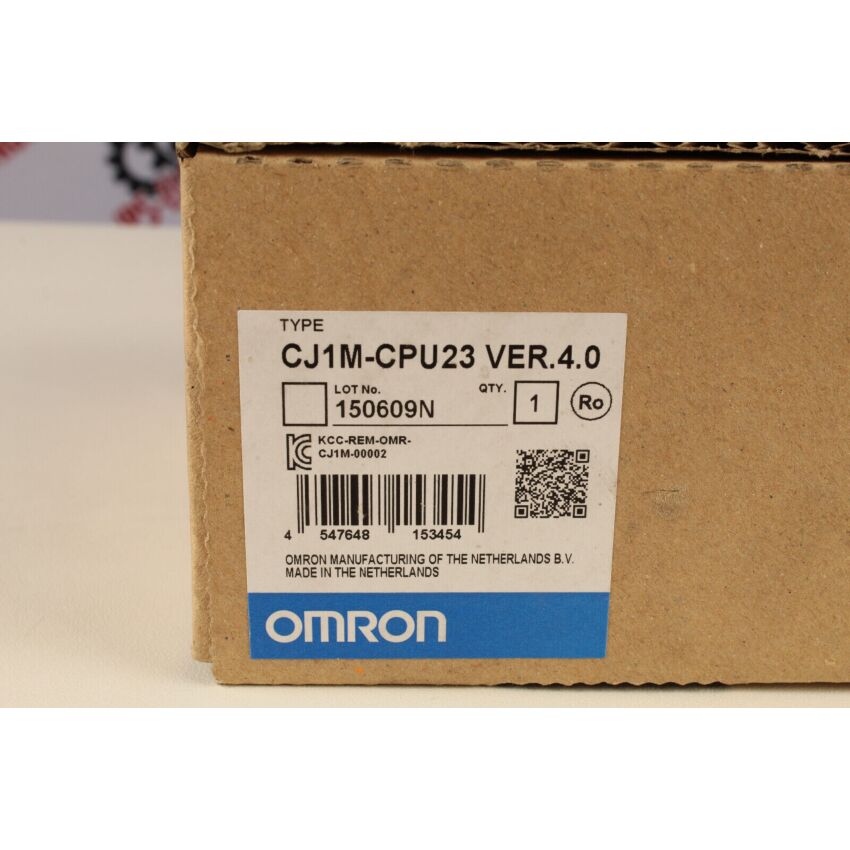 TYPE
CJ1M-CPU23 VER.4.0
LOT No. QTY.
150609N 1 Ro
KCC-REM-OMR-
CJ1M-00002
4 547648 153454
OMRON MANUFACTURING OF THE NETHERLANDS B.V.
MADE IN THE NETHERLANDS
OMRON